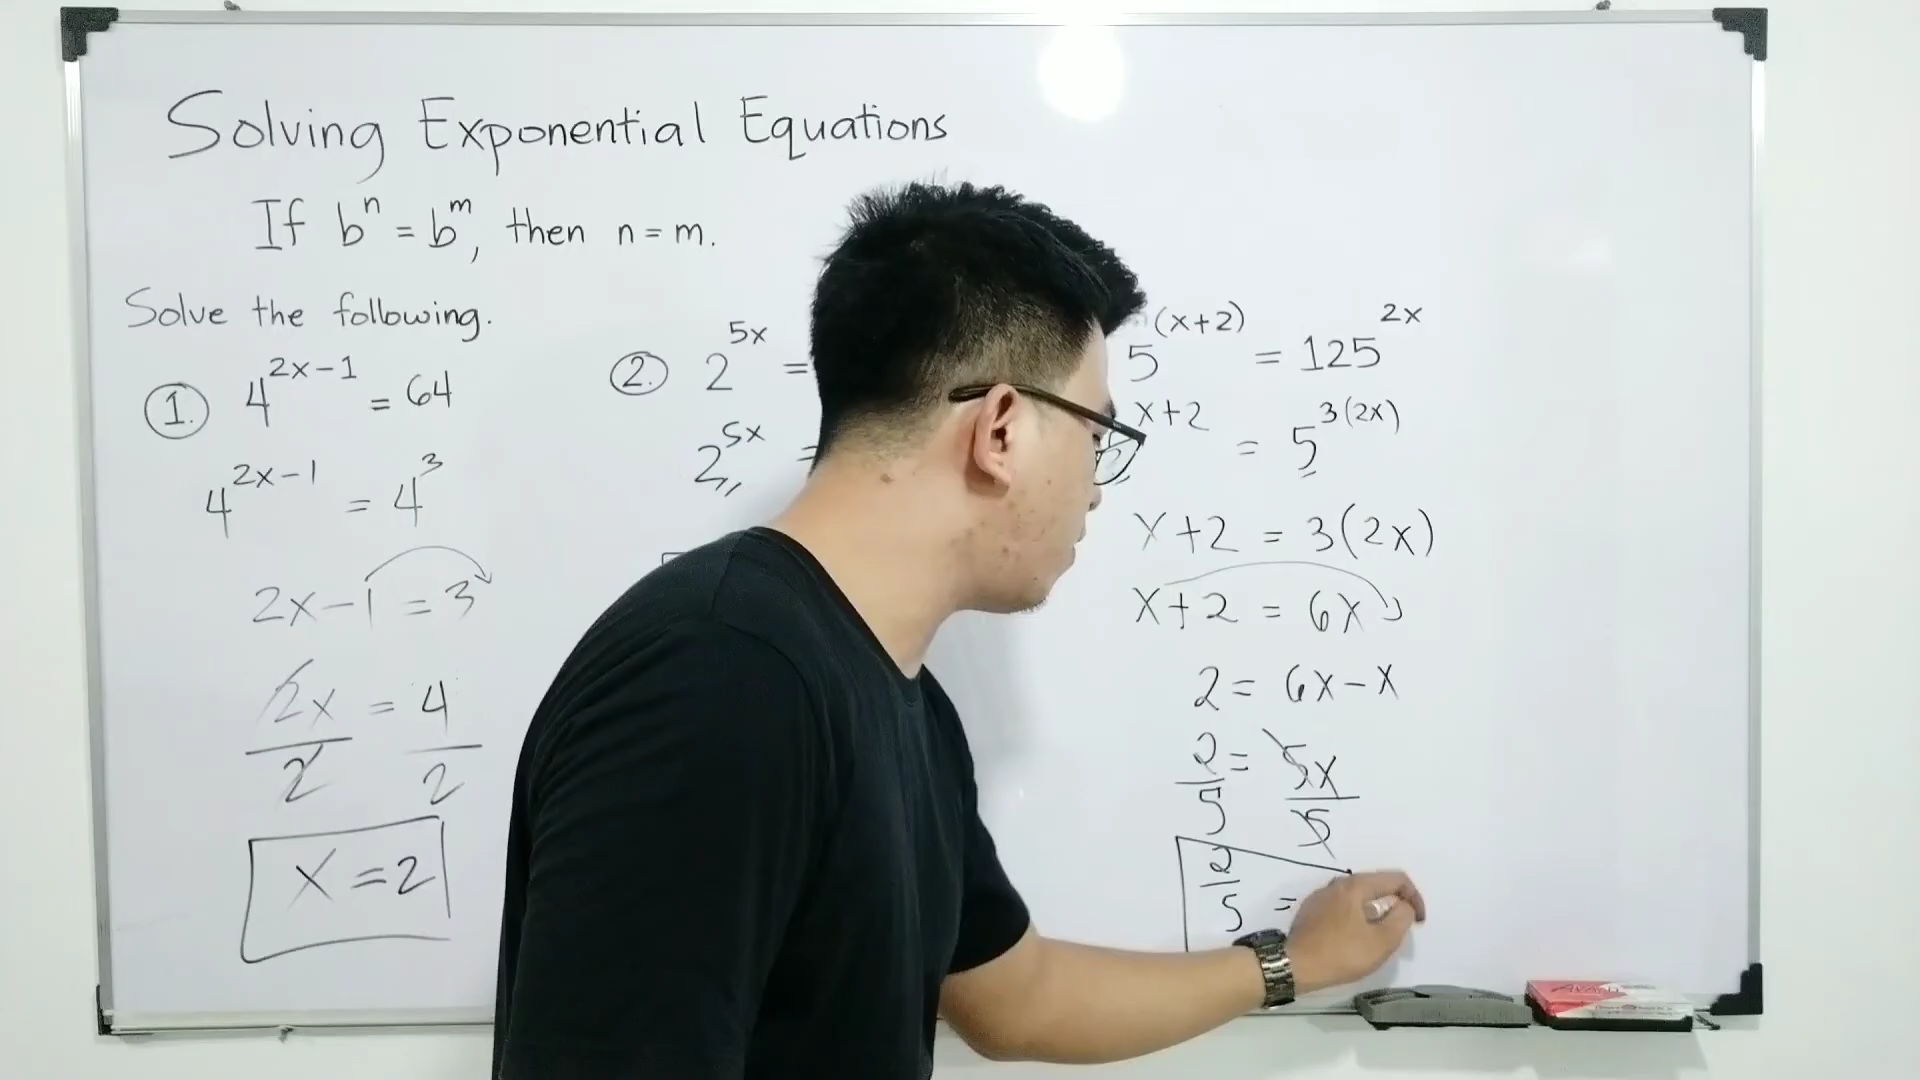 Solving Exponential Equations
If bⁿ = bᵐ, then n = m.
Solve the following.
1. 4^(2x-1) = 64
4^(2x-1) = 4^3
2x-1 = 3
2x/2 = 4/2
x = 2
2. 2^(5x) =
2^(5x) =
5^(x+2) = 125^(2x)
x+2 = 5^(3(2x))
x+2 = 3(2x)
x+2 = 6x
2 = 6x-x
2/5 = 5x/5
2/5 =